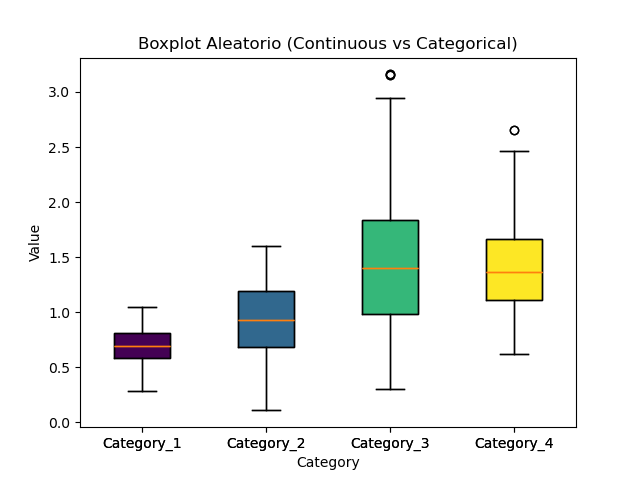 Boxplot Aleatorio (Continuous vs Categorical)
3.0
2.5
2.0
1.5
1.0
0.5
0.0
Value
Category_1 Category_2 Category_3 Category_4
Category